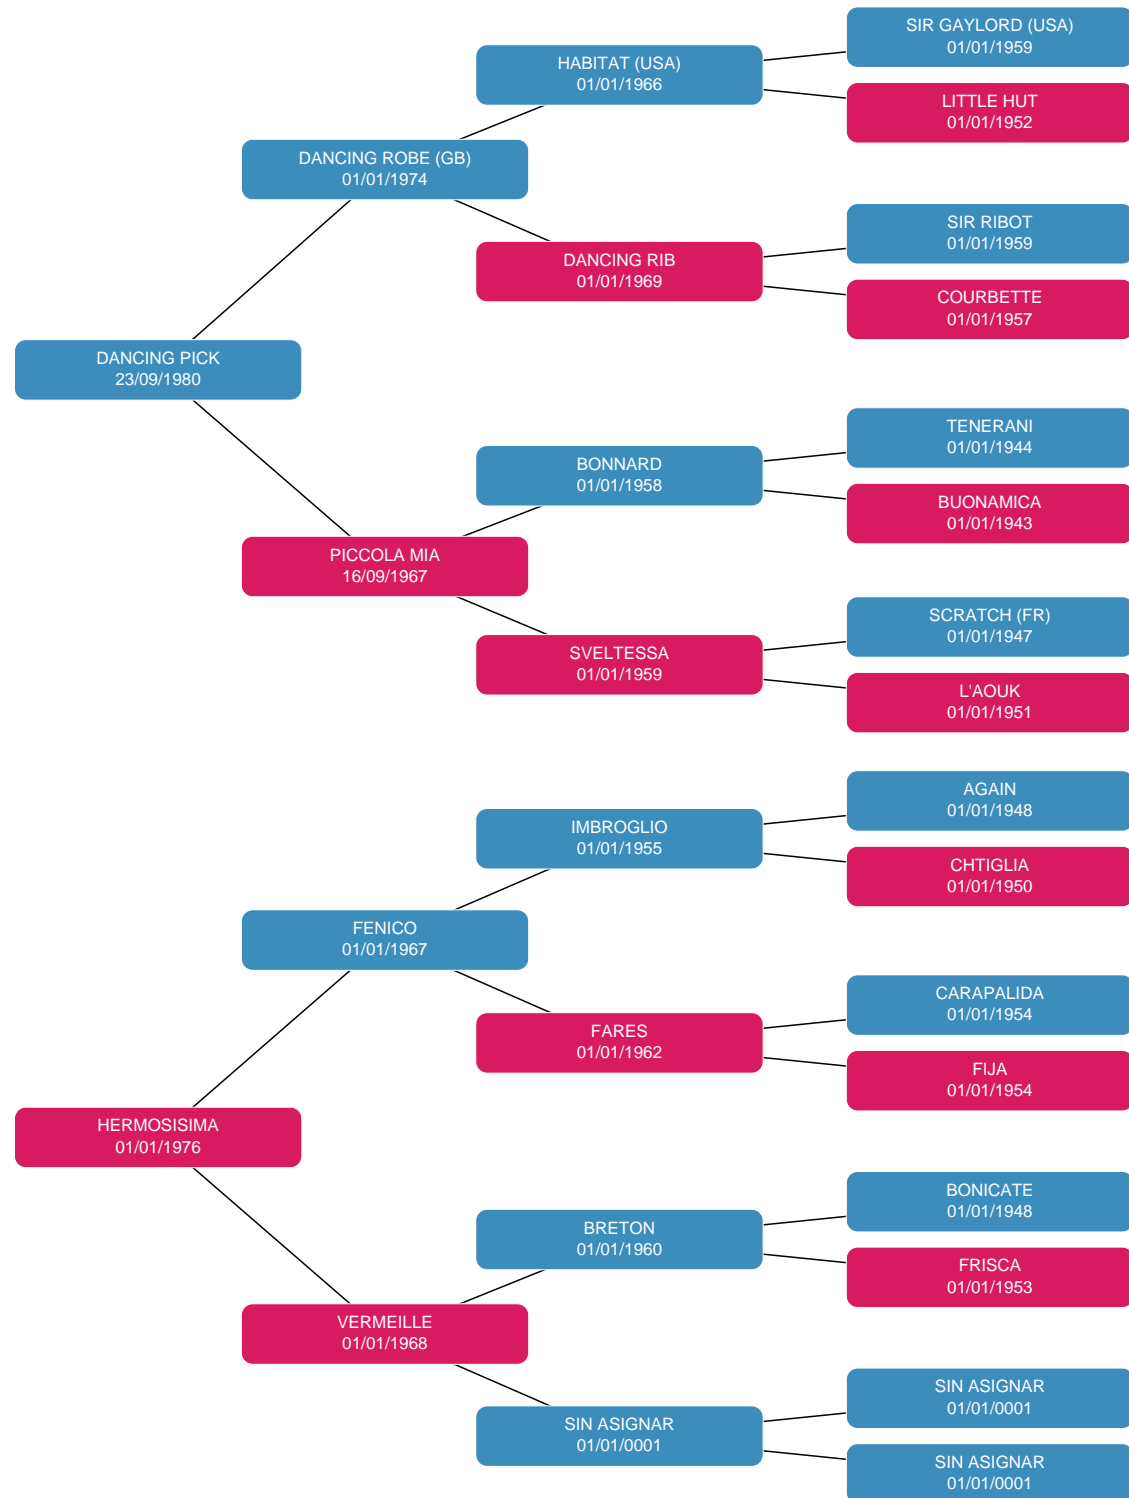 SIR GAYLORD (USA)
01/01/1959
HABITAT (USA)
01/01/1966
LITTLE HUT
01/01/1952
DANCING ROBE (GB)
01/01/1974
SIR RIBOT
01/01/1959
DANCING RIB
01/01/1969
COURBETTE
01/01/1957
DANCING PICK
23/09/1980
TENERANI
01/01/1944
BONNARD
01/01/1958
BUONAMICA
01/01/1943
PICCOLA MIA
16/09/1967
SCRATCH (FR)
01/01/1947
SVELTESSA
01/01/1959
L'AOUK
01/01/1951
AGAIN
01/01/1948
IMBROGLIO
01/01/1955
CHTIGLIA
01/01/1950
FENICO
01/01/1967
CARAPALIDA
01/01/1954
FARES
01/01/1962
FIJA
01/01/1954
HERMOSISIMA
01/01/1976
BONICATE
01/01/1948
BRETON
01/01/1960
FRISCA
01/01/1953
VERMEILLE
01/01/1968
SIN ASIGNAR
01/01/0001
SIN ASIGNAR
01/01/0001
SIN ASIGNAR
01/01/0001